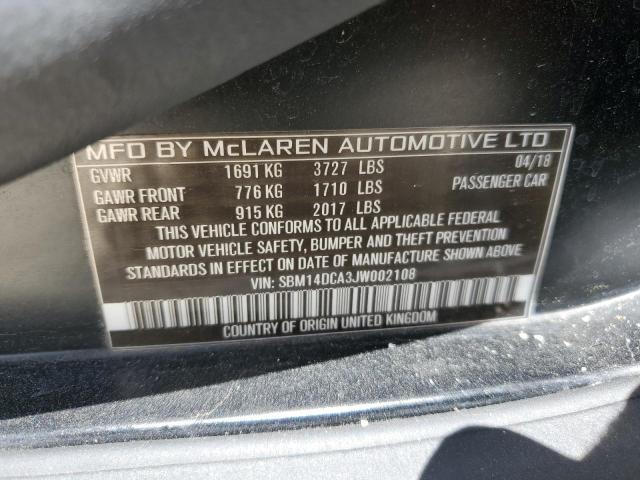 MFD BY McLAREN AUTOMOTIVE LTD
GVWR 1691 KG 3727 LBS 04/18
GAWR FRONT 776 KG 1710 LBS PASSENGER CAR
GAWR REAR 915 KG 2017 LBS
THIS VEHICLE CONFORMS TO ALL APPLICABLE FEDERAL
MOTOR VEHICLE SAFETY, BUMPER AND THEFT PREVENTION
STANDARDS IN EFFECT ON THE DATE OF MANUFACTURE SHOWN ABOVE
VIN: SBM14DCA3JW002108
COUNTRY OF ORIGIN UNITED KINGDOM